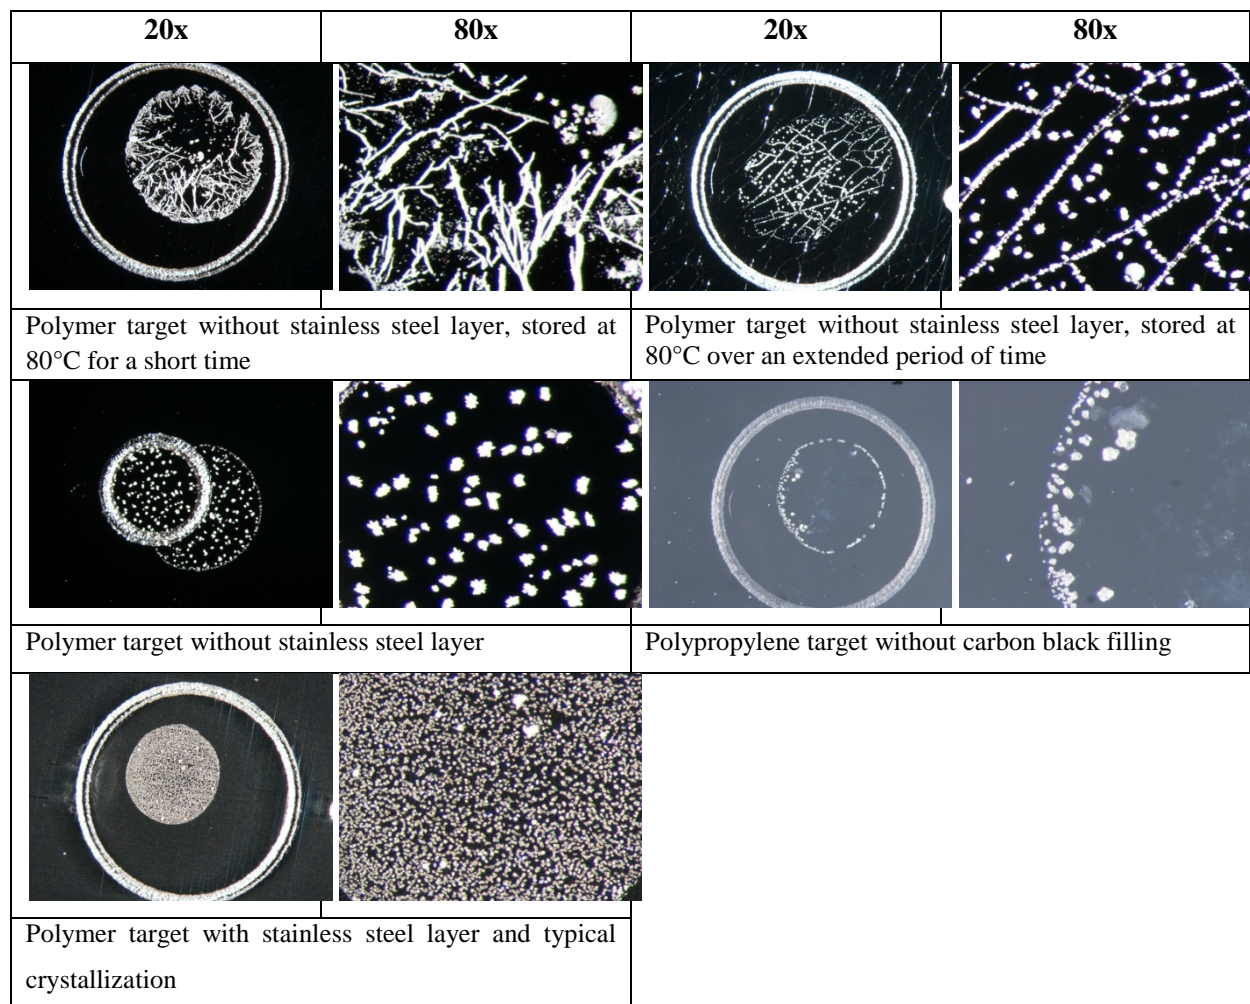 20x 80x 20x 80x
Polymer target without stainless steel layer, stored at
80°C for a short time
Polymer target without stainless steel layer, stored at
80°C over an extended period of time
Polymer target without stainless steel layer
Polypropylene target without carbon black filling
Polymer target with stainless steel layer and typical
crystallization